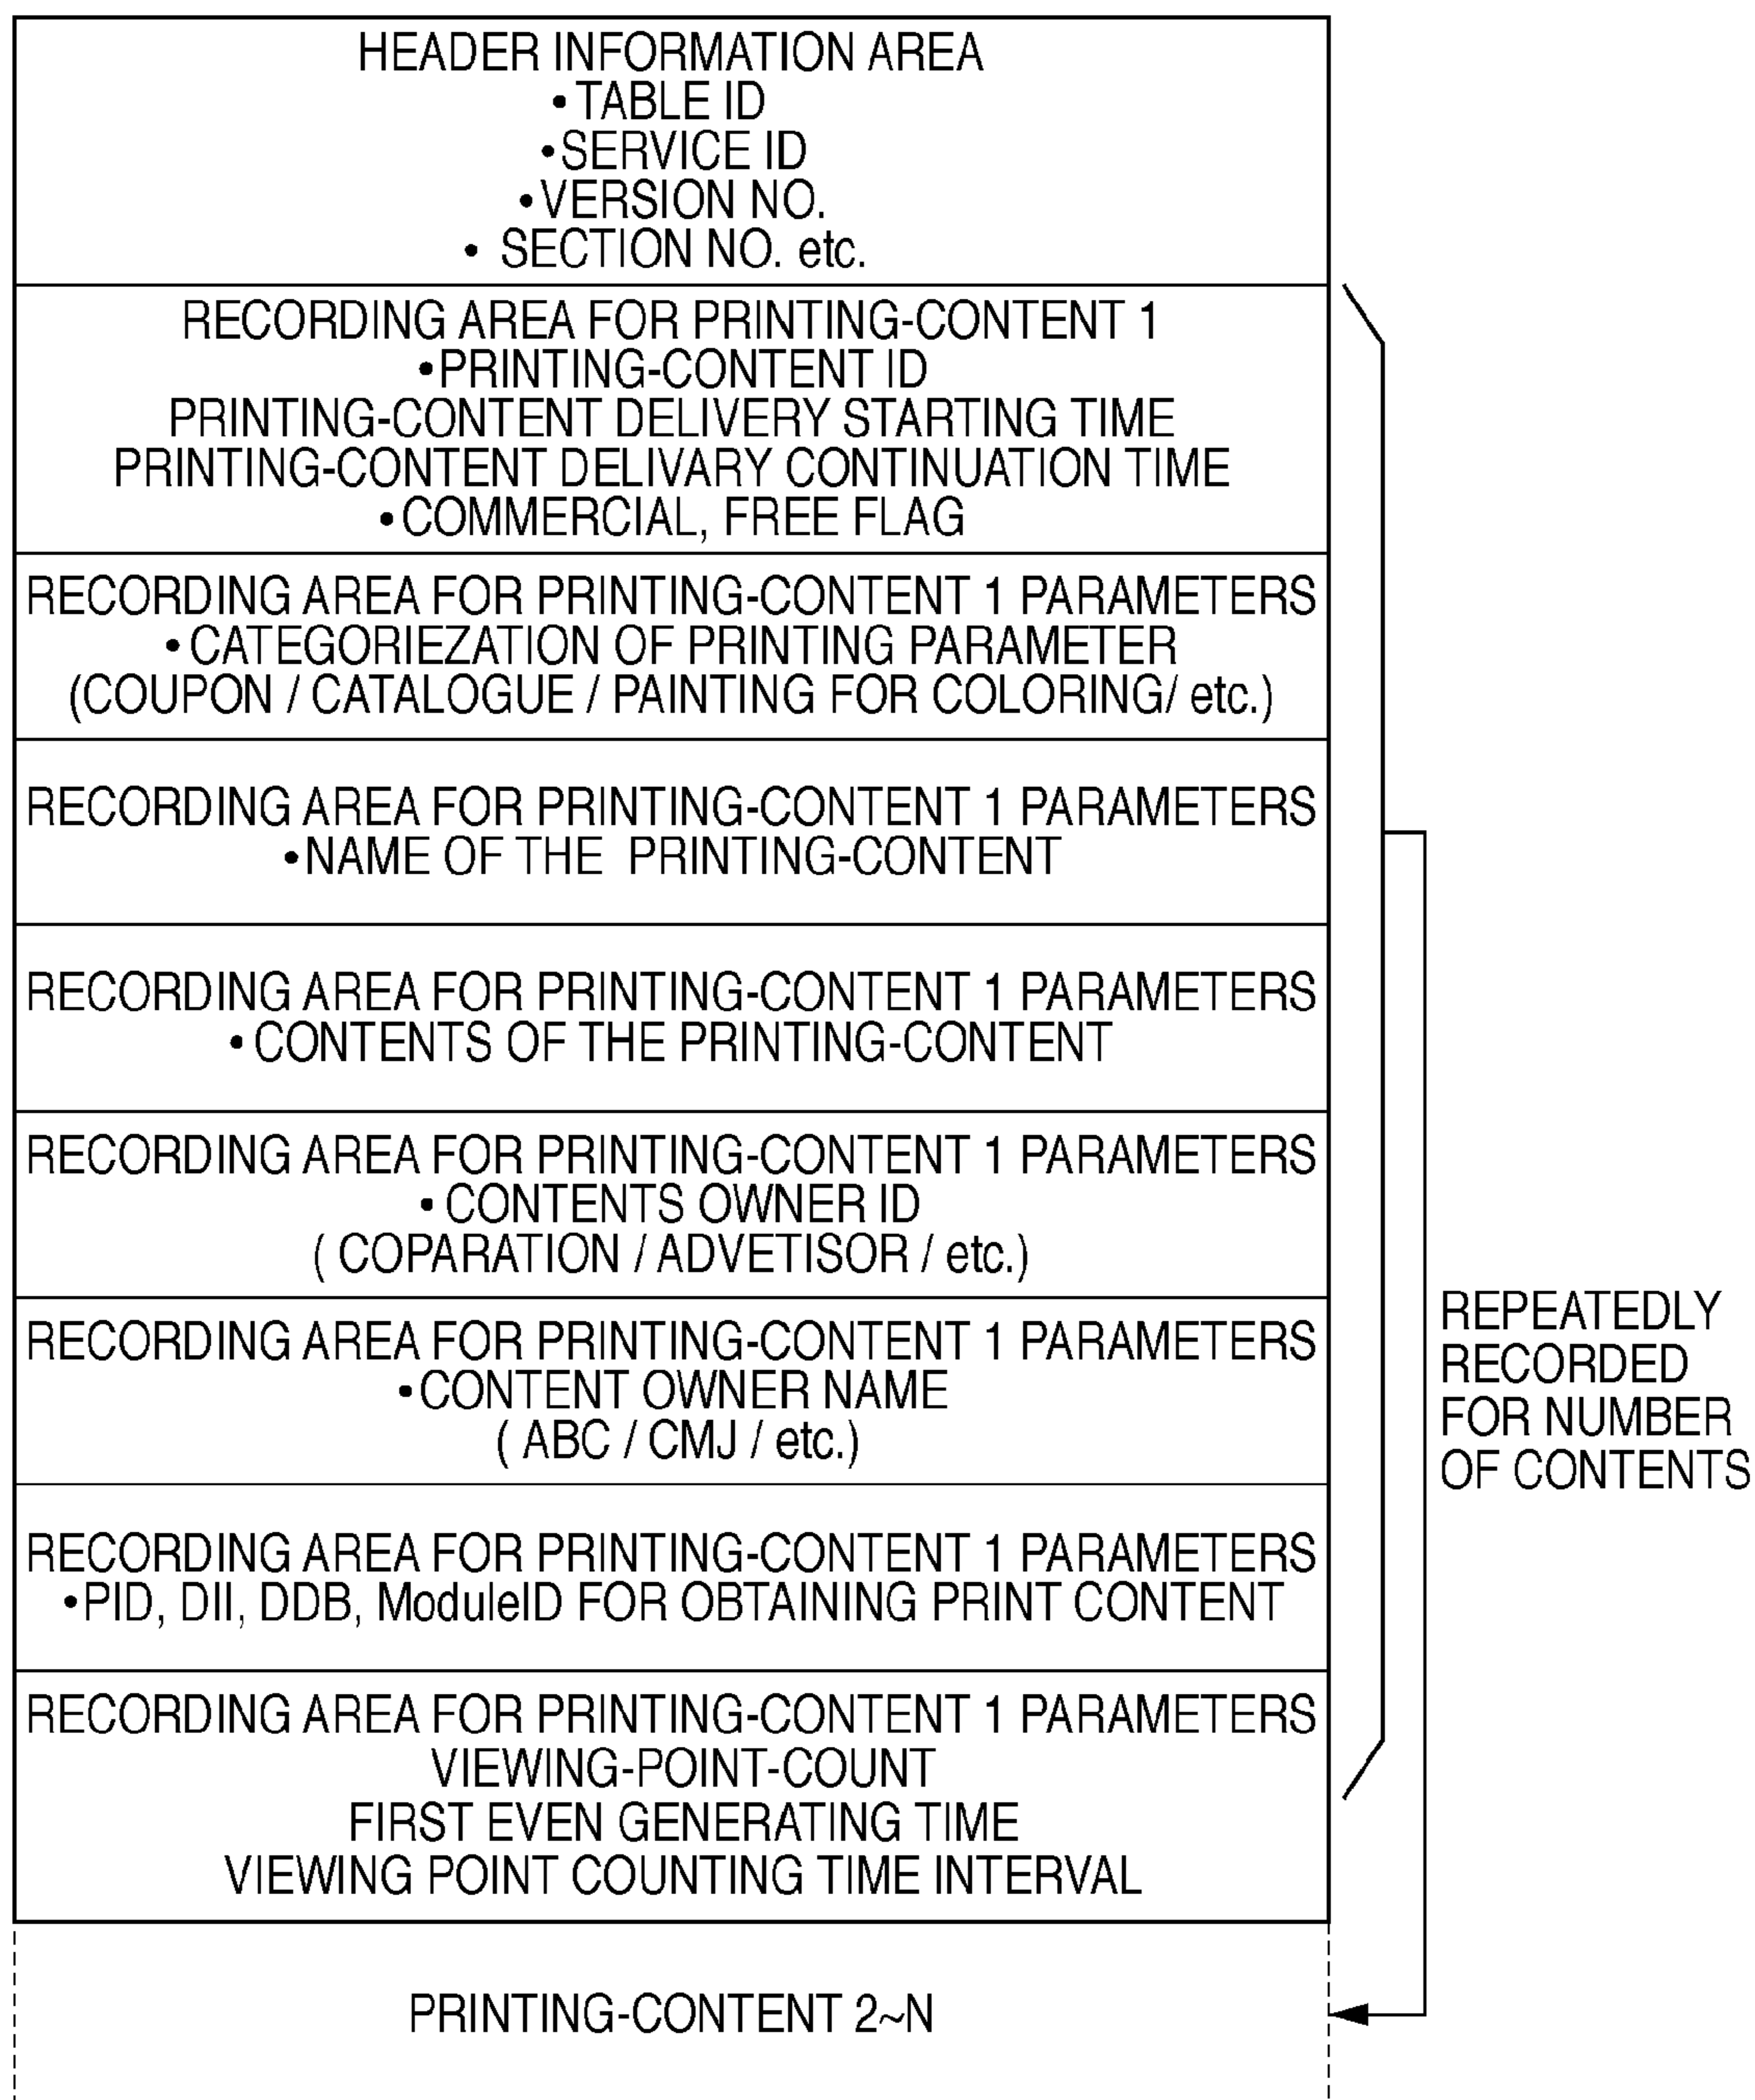 HEADER INFORMATION AREA
•TABLE ID
•SERVICE ID
•VERSION NO.
• SECTION NO. etc.
RECORDING AREA FOR PRINTING-CONTENT 1
•PRINTING-CONTENT ID
PRINTING-CONTENT DELIVERY STARTING TIME
PRINTING-CONTENT DELIVARY CONTINUATION TIME
•COMMERCIAL, FREE FLAG
RECORDING AREA FOR PRINTING-CONTENT 1 PARAMETERS
• CATEGORIEZATION OF PRINTING PARAMETER
(COUPON / CATALOGUE / PAINTING FOR COLORING/ etc.)
RECORDING AREA FOR PRINTING-CONTENT 1 PARAMETERS
•NAME OF THE PRINTING-CONTENT
RECORDING AREA FOR PRINTING-CONTENT 1 PARAMETERS
• CONTENTS OF THE PRINTING-CONTENT
RECORDING AREA FOR PRINTING-CONTENT 1 PARAMETERS
• CONTENTS OWNER ID
( COPARATION / ADVETISOR / etc.)
RECORDING AREA FOR PRINTING-CONTENT 1 PARAMETERS
•CONTENT OWNER NAME
( ABC / CMJ / etc.)
RECORDING AREA FOR PRINTING-CONTENT 1 PARAMETERS
•PID, DII, DDB, ModuleID FOR OBTAINING PRINT CONTENT
RECORDING AREA FOR PRINTING-CONTENT 1 PARAMETERS
VIEWING-POINT-COUNT
FIRST EVEN GENERATING TIME
VIEWING POINT COUNTING TIME INTERVAL
PRINTING-CONTENT 2~N
REPEATEDLY
RECORDED
FOR NUMBER
OF CONTENTS